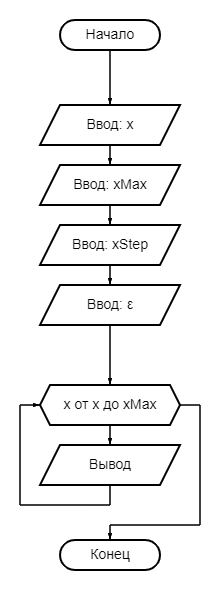 Начало
Ввод: x
Ввод: xMax
Ввод: xStep
Ввод: ε
x от x до xMax
Вывод
Конец